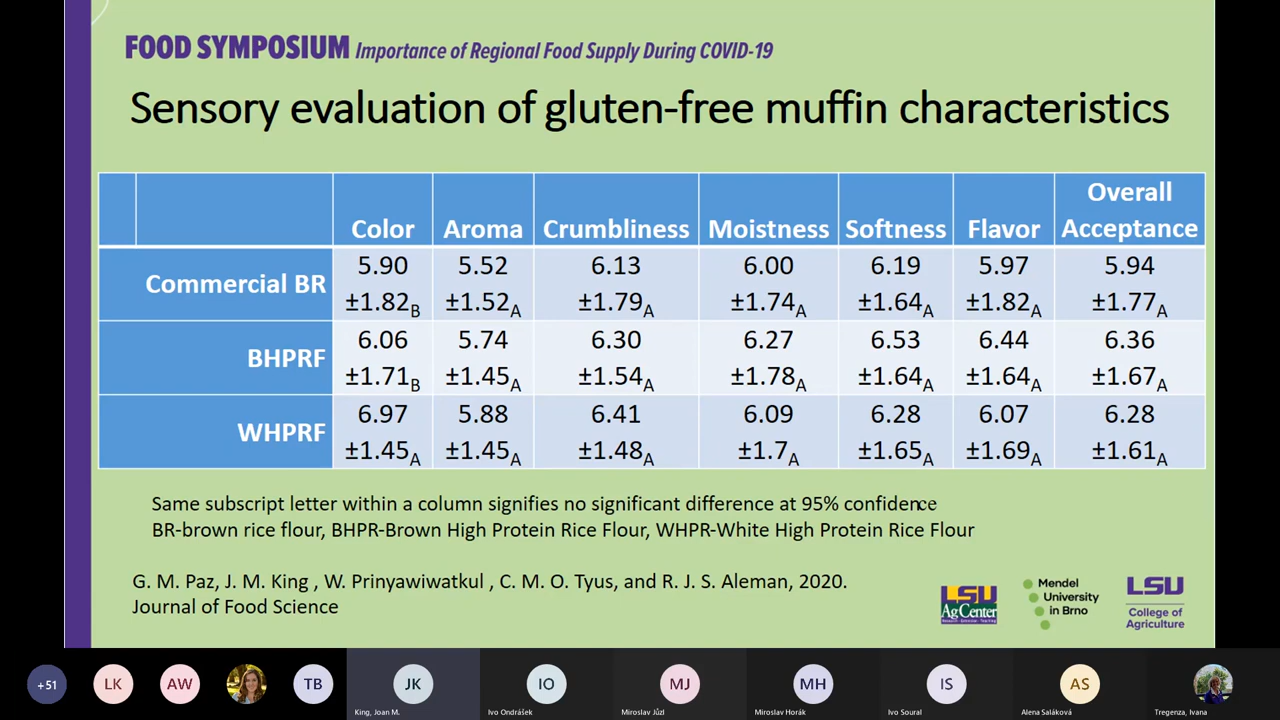 FOOD SYMPOSIUM Importance of Regional Food Supply During COVID-19
Sensory evaluation of gluten-free muffin characteristics
Color Aroma Crumbliness Moistness Softness Flavor Overall Acceptance
Commercial BR 5.90 ±1.82B 5.52 ±1.52A 6.13 ±1.79A 6.00 ±1.74A 6.19 ±1.64A 5.97 ±1.82A 5.94 ±1.77A
BHPRF 6.06 ±1.71B 5.74 ±1.45A 6.30 ±1.54A 6.27 ±1.78A 6.53 ±1.64A 6.44 ±1.64A 6.36 ±1.67A
WHPRF 6.97 ±1.45A 5.88 ±1.45A 6.41 ±1.48A 6.09 ±1.7A 6.28 ±1.65A 6.07 ±1.69A 6.28 ±1.61A
Same subscript letter within a column signifies no significant difference at 95% confidence
BR-brown rice flour, BHPR-Brown High Protein Rice Flour, WHPR-White High Protein Rice Flour
G. M. Paz, J. M. King , W. Prinyawiwatkul , C. M. O. Tyus, and R. J. S. Aleman, 2020.
Journal of Food Science
LSU
AgCenter
Mendel
University
in Brno
LSU
College of
Agriculture
+51 LK AW TB JK IO MJ MH IS AS
King, Joan M. Ivo Ondrášek Miroslav Jůzl Miroslav Horák Ivo Soural Alena Saláková Tregenza, Ivana